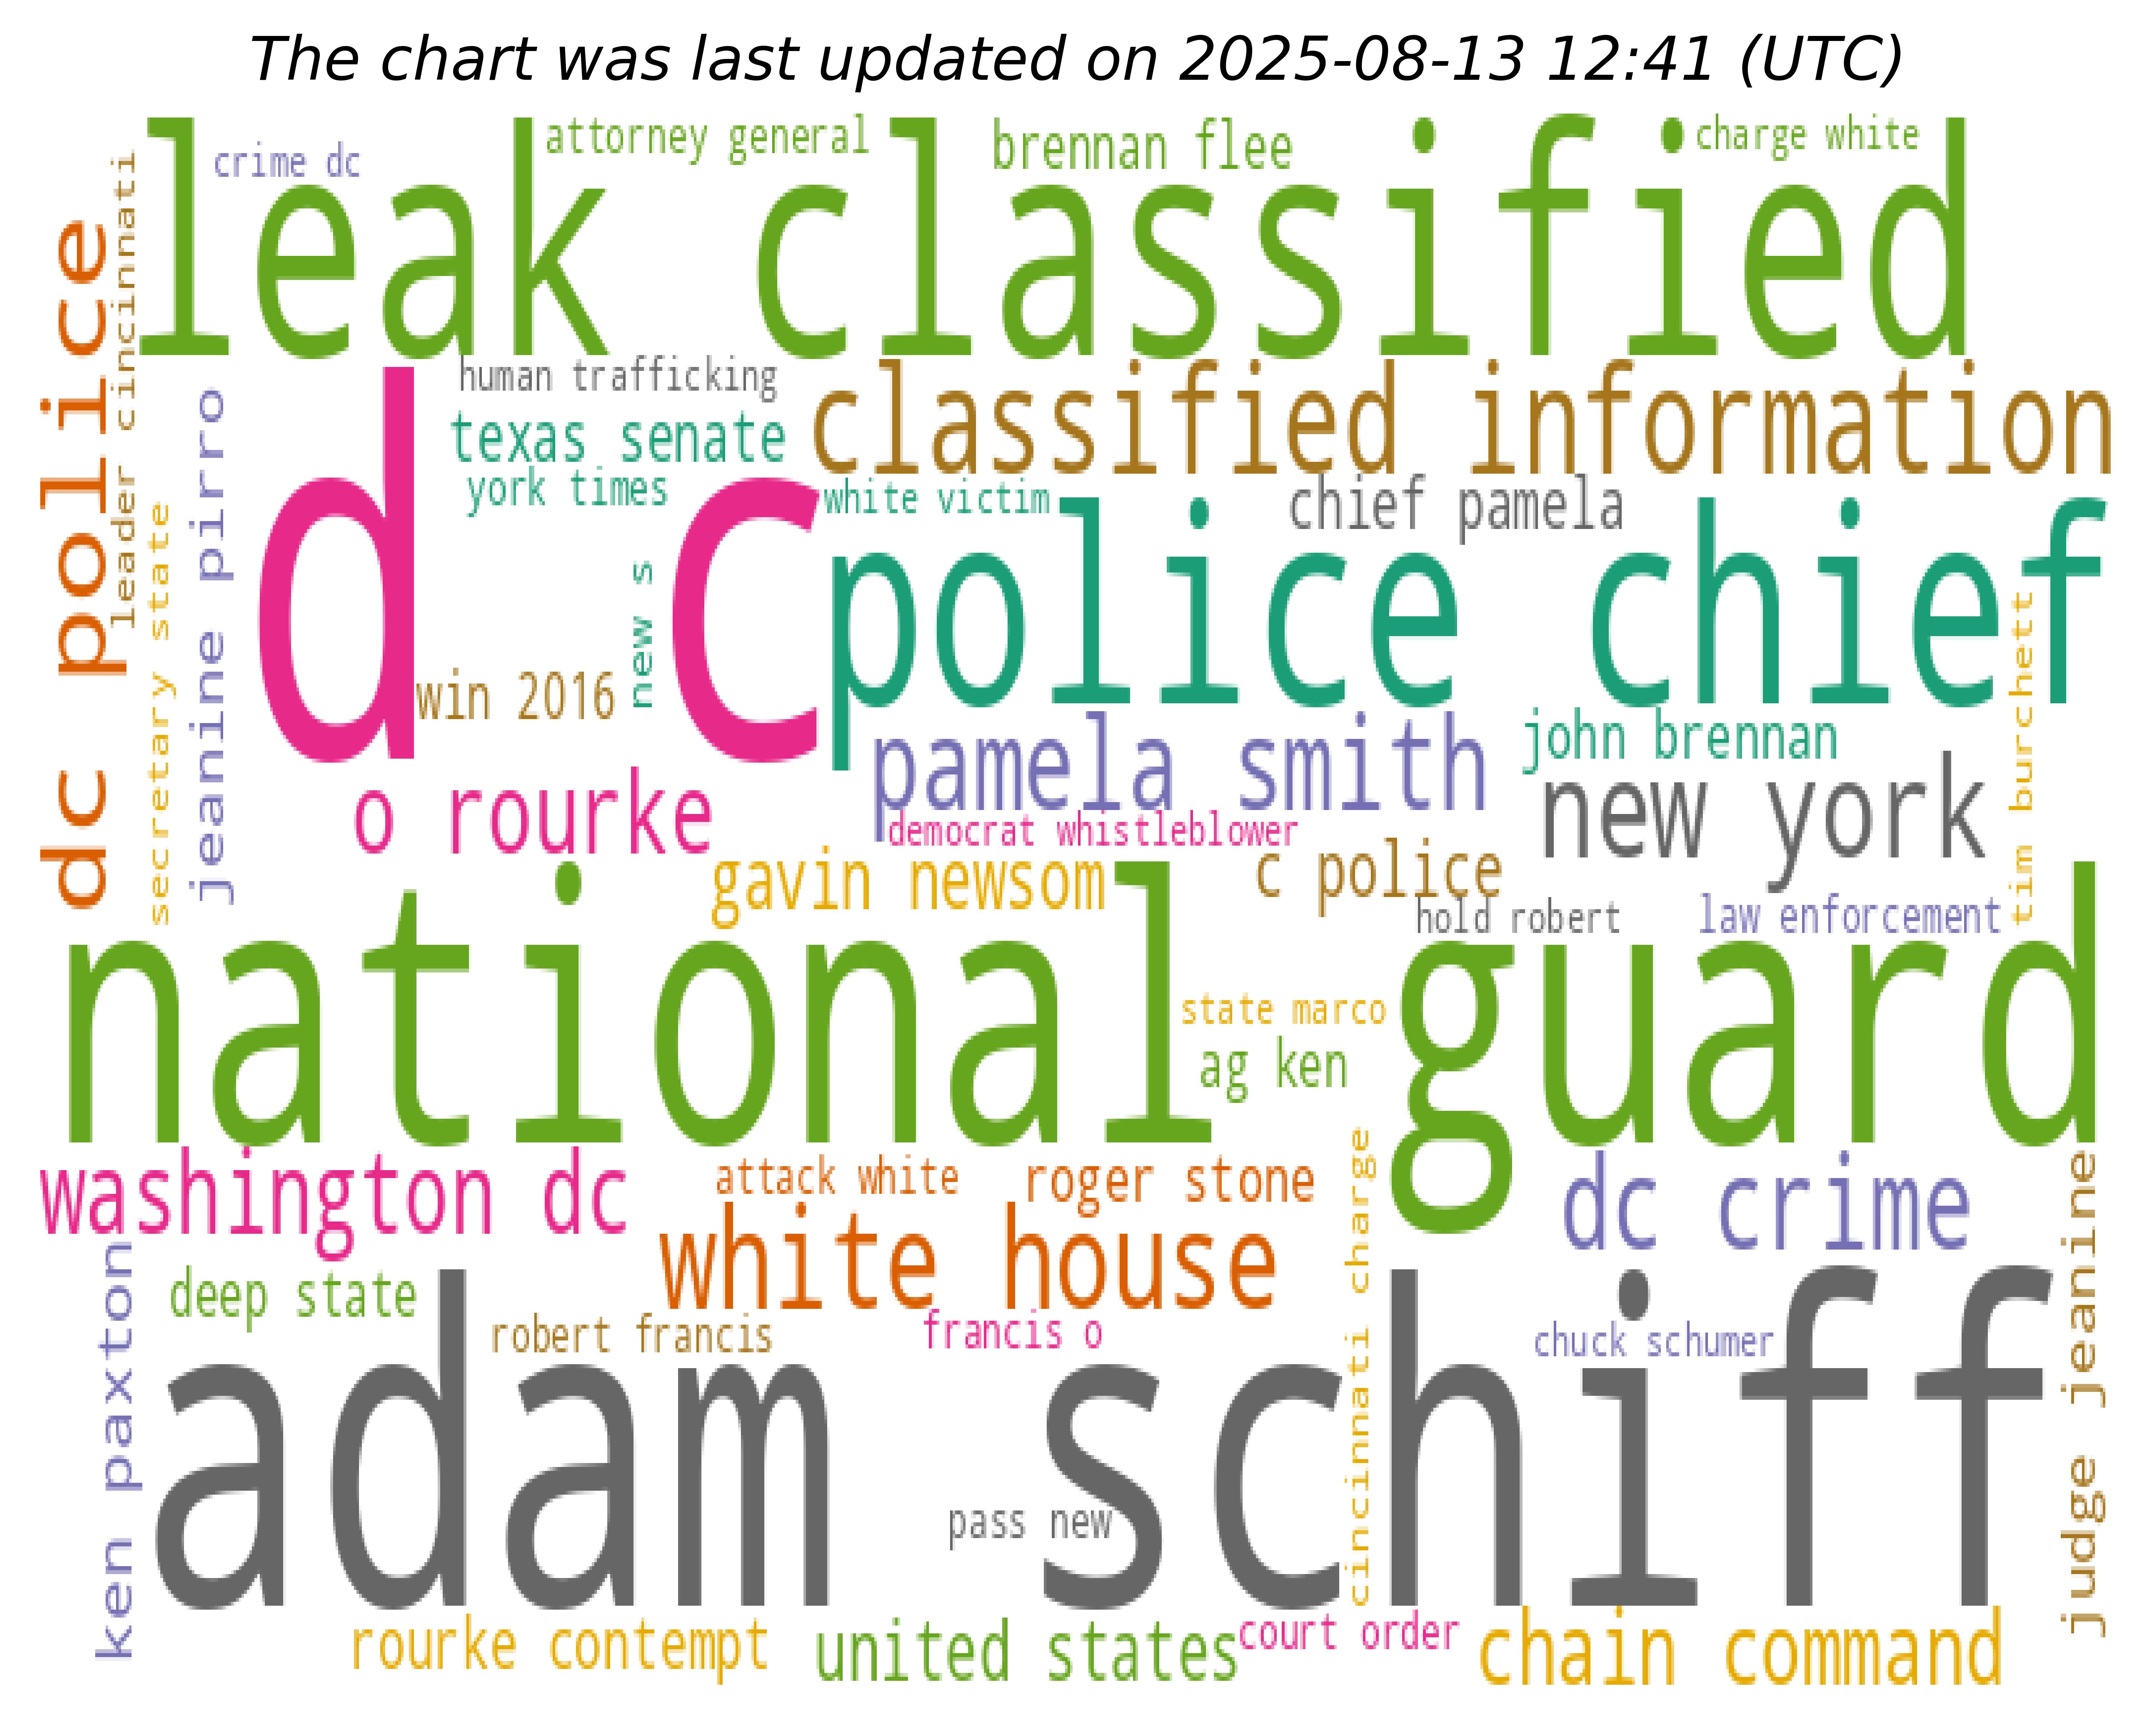 The chart was last updated on 2025-08-13 12:41 (UTC)
attorney general
brennan flee
charge white
crime dc
leak classified
dc police
leader cincinnati
human trafficking
classified information
texas senate
york times
white victim
chief pamela
secretary state
jeanine pirro
d c
police chief
new s
win 2016
tim burchett
pamela smith
john brennan
o rourke
new york
democrat whistleblower
gavin newsom
c police
hold robert
law enforcement
national guard
state marco
ag ken
washington dc
attack white
roger stone
dc crime
cincinnati charge
judge jeanine
white house
deep state
ken paxton
robert francis
francis o
chuck schumer
adam schiff
pass new
rourke contempt
united states
court order
chain command